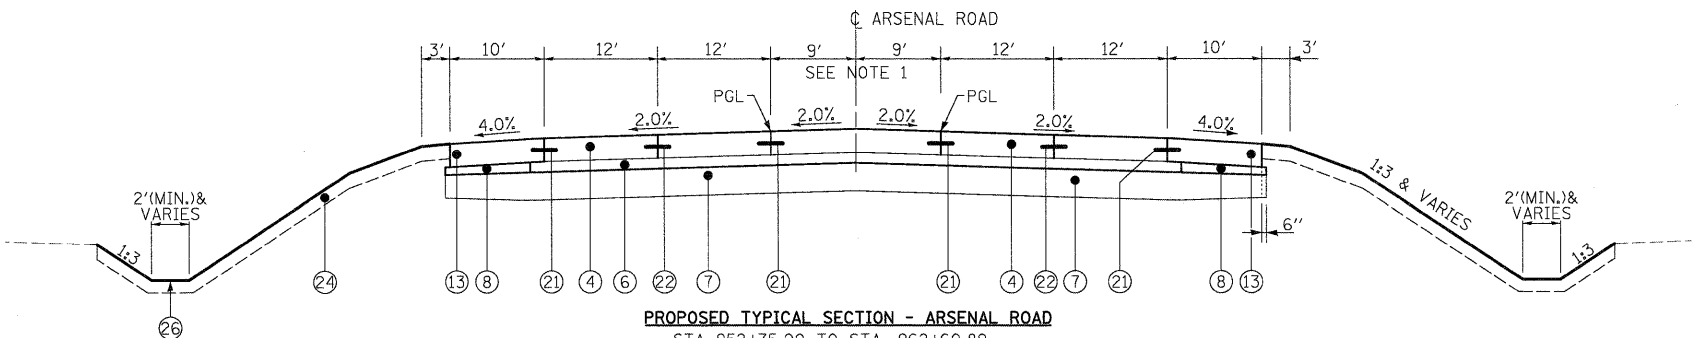 ℄ ARSENAL ROAD
3' 10' 12' 12' 9' 9' 12' 12' 10' 3'
SEE NOTE 1
PGL PGL
4.0% 2.0% 2.0% 2.0% 2.0% 4.0%
1:3 & VARIES
2'(MIN.)&
VARIES
2'(MIN.)&
VARIES
6"
1:3 1:3
24 13 8 21 4 6 22 7 21 21 4 22 7 21 8 13
26
PROPOSED TYPICAL SECTION - ARSENAL ROAD